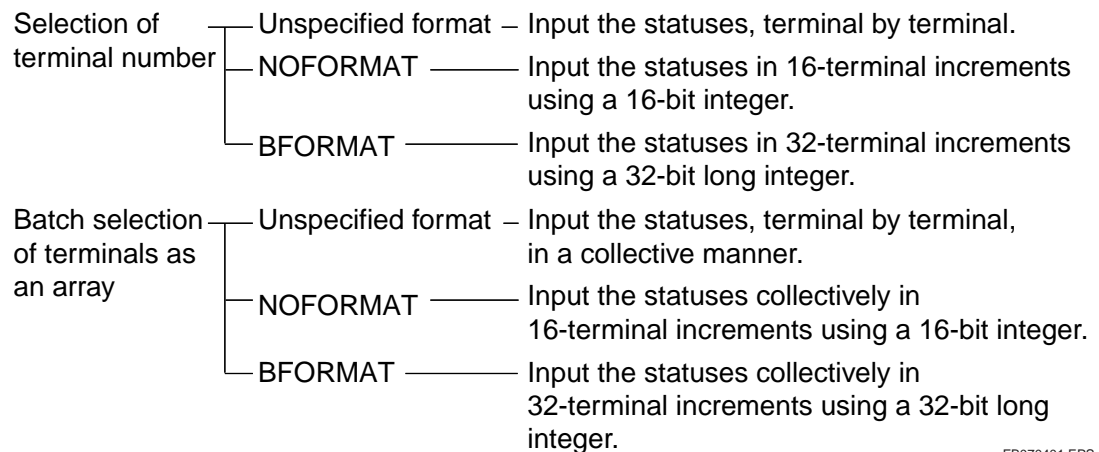 Selection of
terminal number
Unspecified format
Input the statuses, terminal by terminal.
NOFORMAT
Input the statuses in 16-terminal increments
using a 16-bit integer.
BFORMAT
Input the statuses in 32-terminal increments
using a 32-bit long integer.
Batch selection
of terminals as
an array
Unspecified format
Input the statuses, terminal by terminal,
in a collective manner.
NOFORMAT
Input the statuses collectively in
16-terminal increments using a 16-bit integer.
BFORMAT
Input the statuses collectively in
32-terminal increments using a 32-bit long
integer.